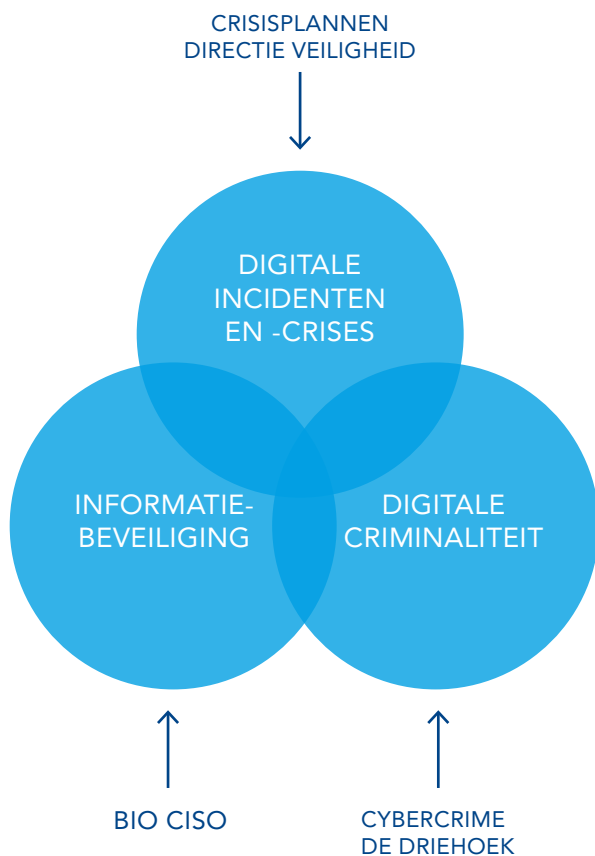 CRISISPLANNEN
DIRECTIE VEILIGHEID
DIGITALE
INCIDENTEN
EN -CRISES
INFORMATIE-
BEVEILIGING
DIGITALE
CRIMINALITEIT
BIO CISO
CYBERCRIME
DE DRIEHOEK